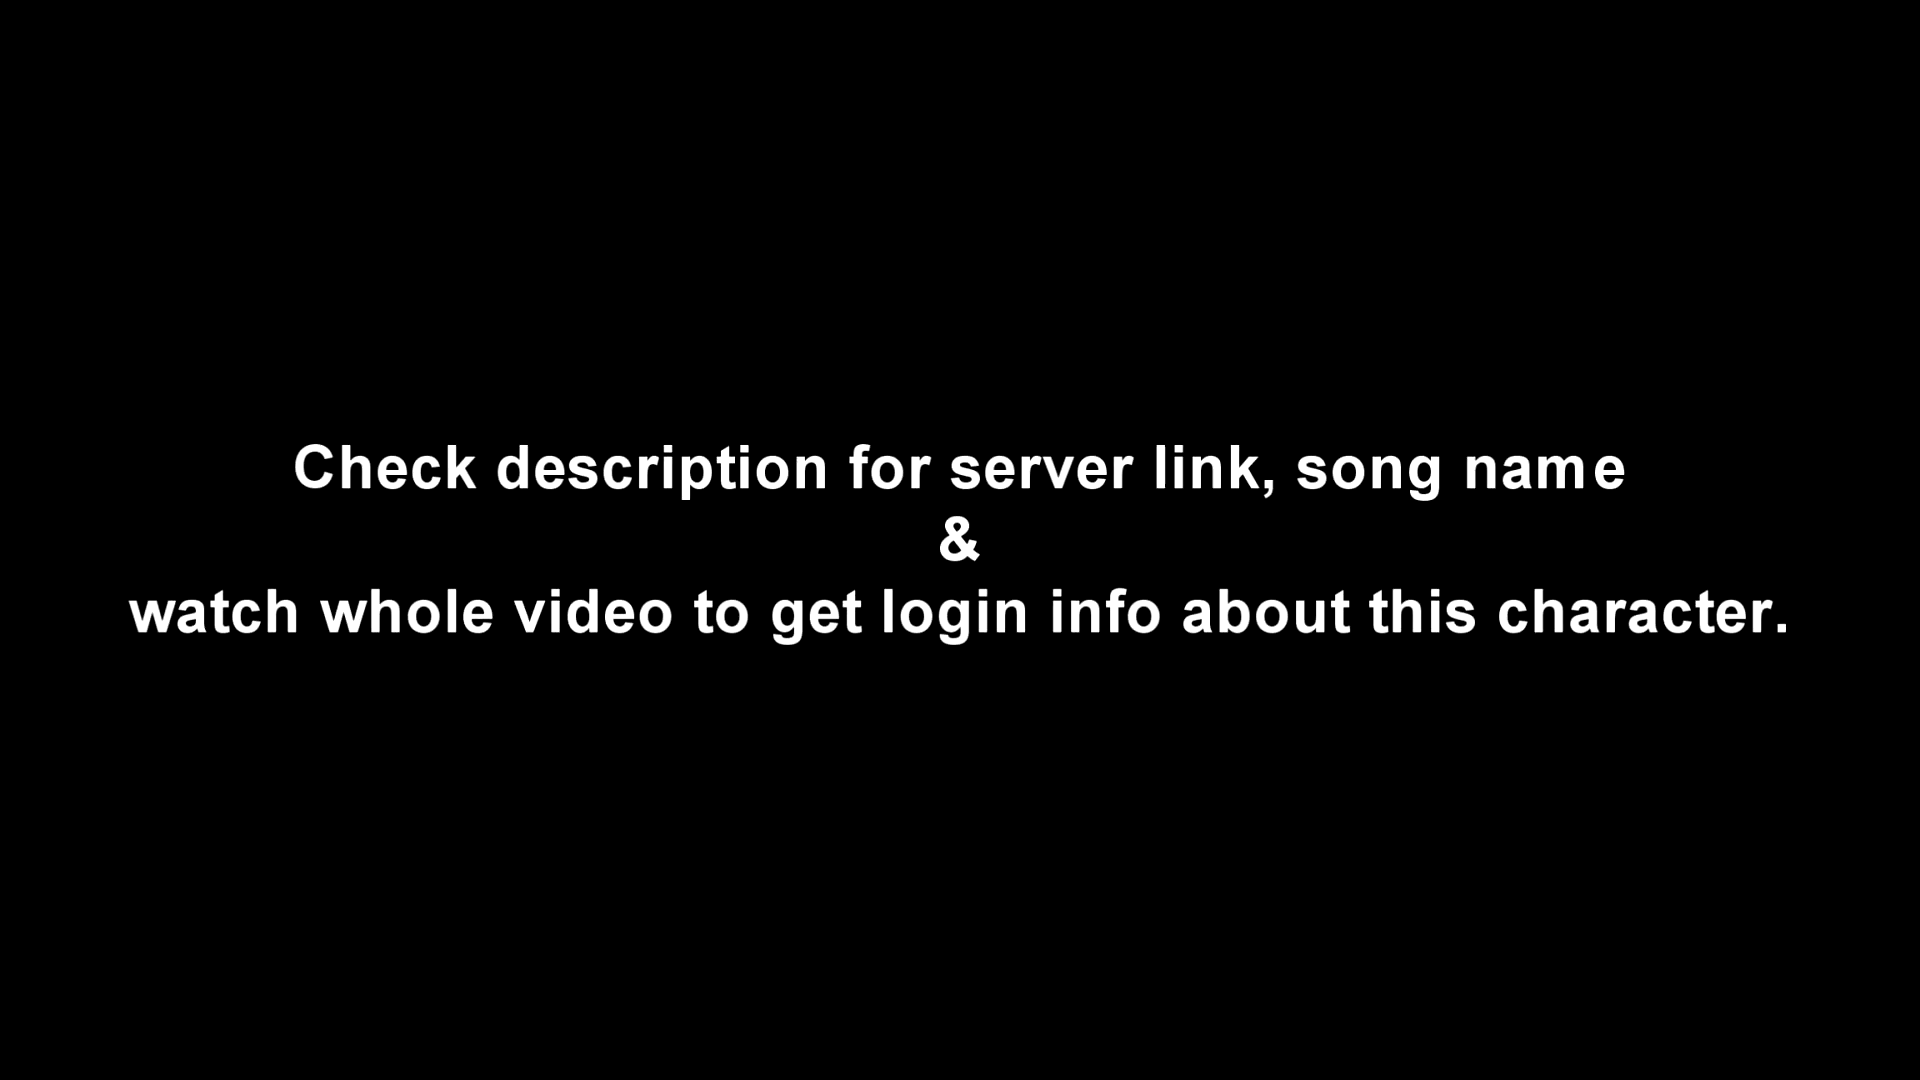 Check description for server link, song name
&
watch whole video to get login info about this character.